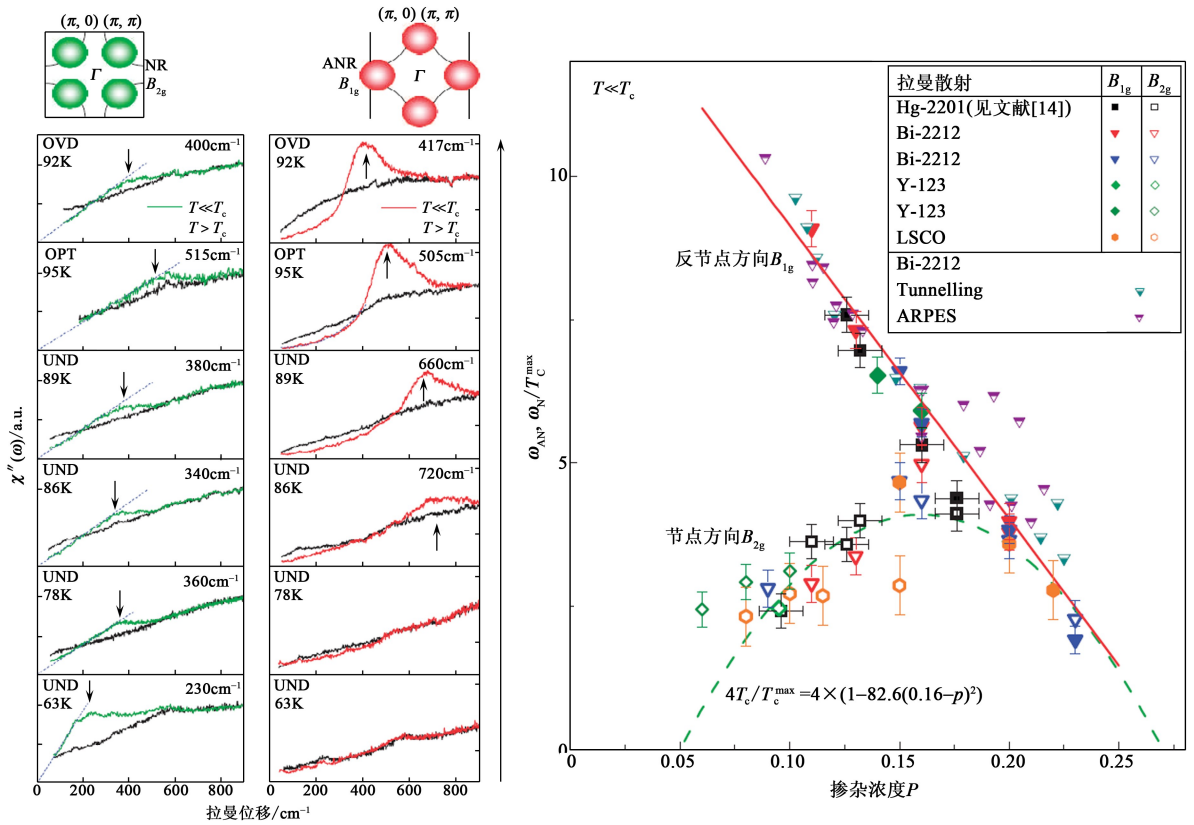 (π, 0) (π, π)
NR
Γ
B2g
(π, 0) (π, π)
ANR
Γ
B1g
χ″(ω)/a.u.
OVD
92K
400cm⁻¹
T≪Tc
T>Tc
OPT
95K
515cm⁻¹
UND
89K
380cm⁻¹
UND
86K
340cm⁻¹
UND
78K
360cm⁻¹
UND
63K
230cm⁻¹
0 200 400 600 800
OVD
92K
417cm⁻¹
T≪Tc
T>Tc
OPT
95K
505cm⁻¹
UND
89K
660cm⁻¹
UND
86K
720cm⁻¹
UND
78K
UND
63K
0 200 400 600 800
拉曼位移/cm⁻¹
T≪Tc
拉曼散射 B1g B2g
Hg-2201(见文献[14])
Bi-2212
Bi-2212
Y-123
Y-123
LSCO
Bi-2212
Tunnelling
ARPES
反节点方向B1g
节点方向B2g
4Tc/Tcmax=4×(1−82.6(0.16−p)²)
ωAN, ωN/TCmax
10
5
0
0 0.05 0.10 0.15 0.20 0.25
掺杂浓度P